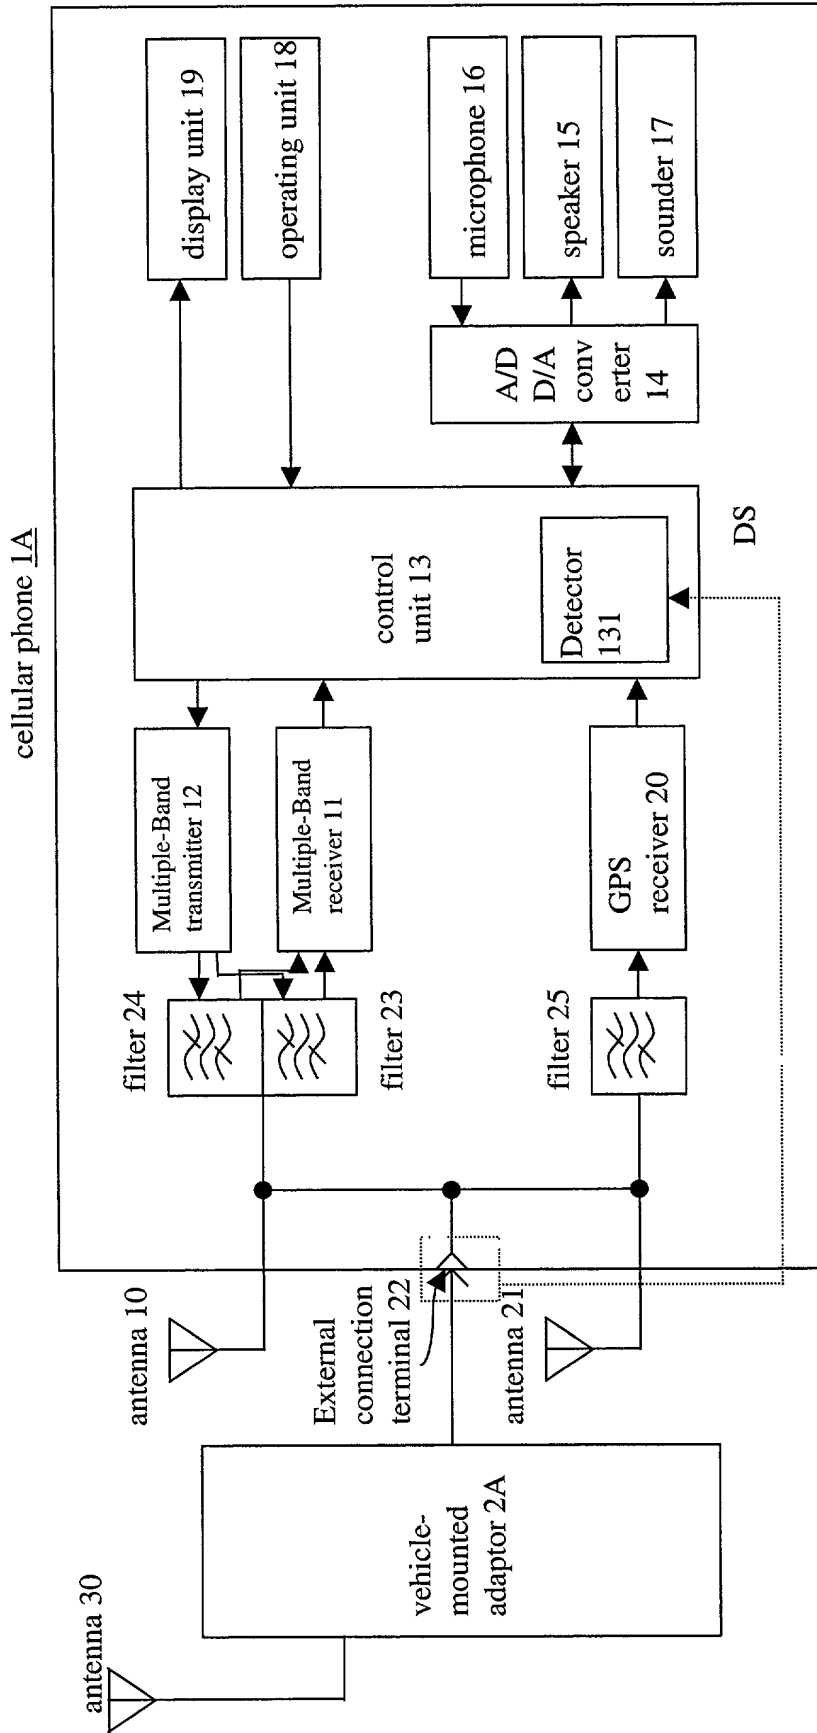 cellular phone 1A
antenna 30
vehicle-
mounted
adaptor 2A
antenna 10
External
connection
terminal 22
antenna 21
filter 24
filter 23
filter 25
Multiple-Band
transmitter 12
Multiple-Band
receiver 11
GPS
receiver 20
control
unit 13
Detector
131
DS
display unit 19
operating unit 18
A/D
D/A
conv
erter
14
microphone 16
speaker 15
sounder 17